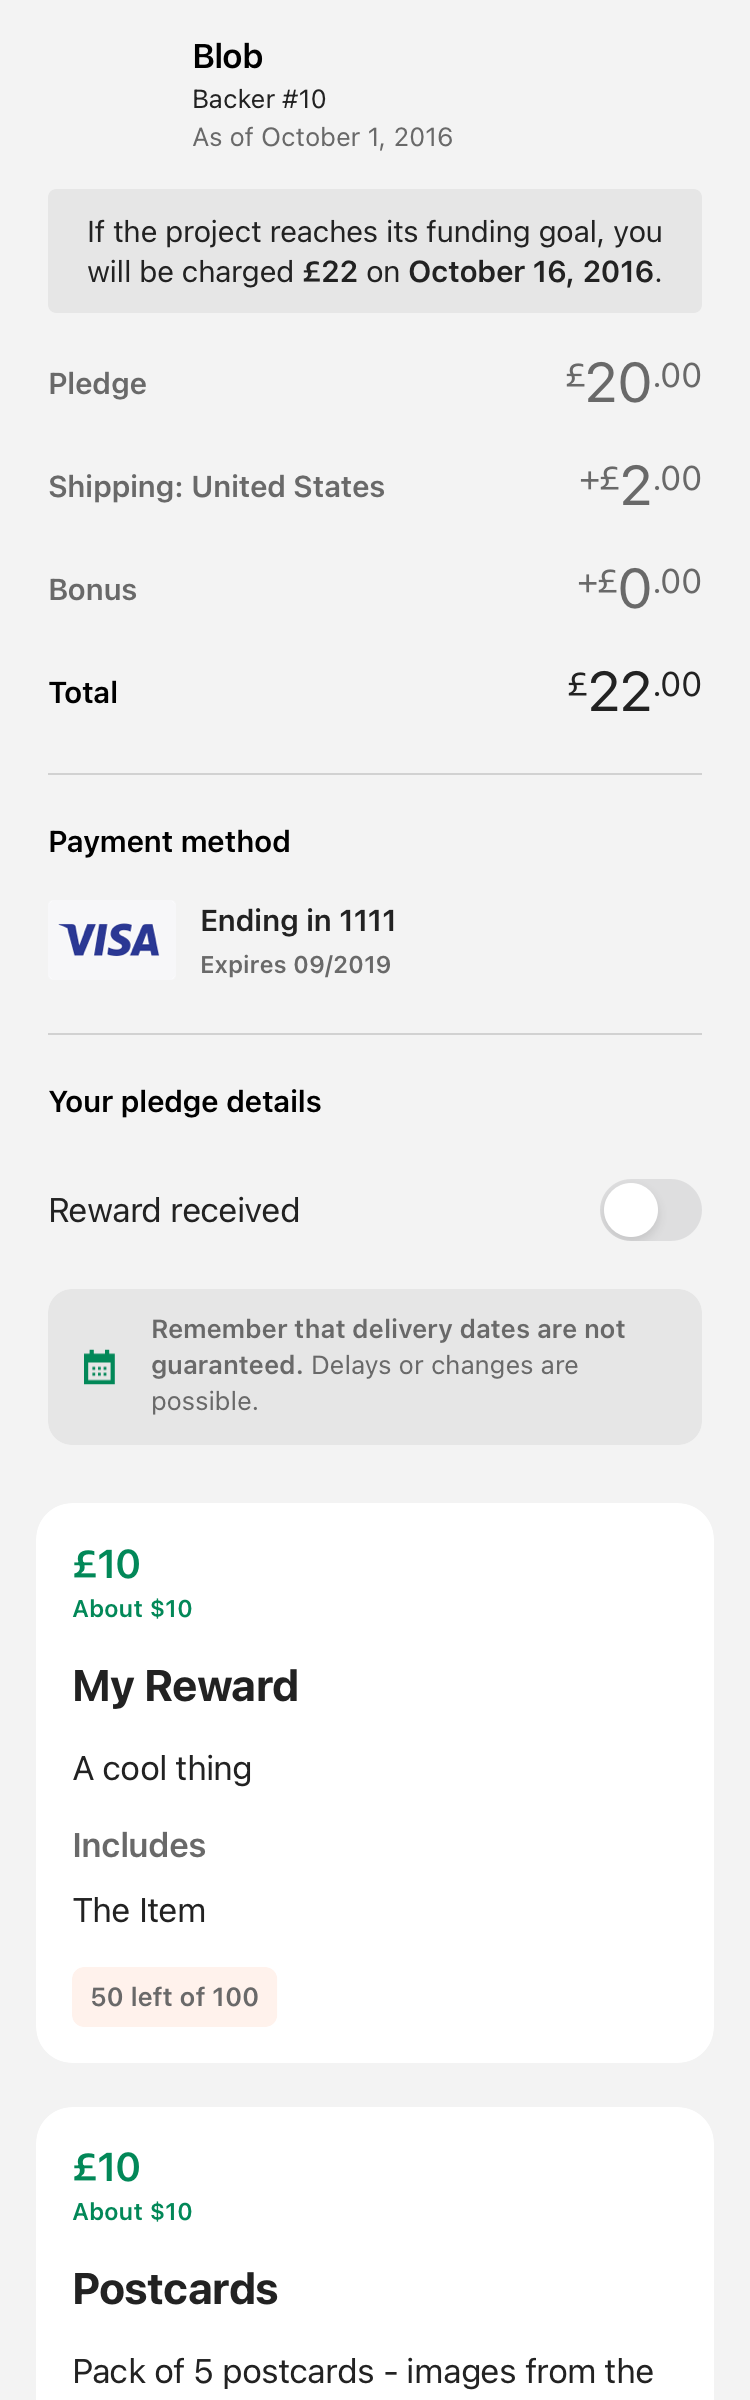 Blob
Backer #10
As of October 1, 2016
If the project reaches its funding goal, you
will be charged £22 on October 16, 2016.
Pledge £20.00
Shipping: United States +£2.00
Bonus +£0.00
Total £22.00
Payment method
VISA
Ending in 1111
Expires 09/2019
Your pledge details
Reward received
Remember that delivery dates are not
guaranteed. Delays or changes are
possible.
£10
About $10
My Reward
A cool thing
Includes
The Item
50 left of 100
£10
About $10
Postcards
Pack of 5 postcards - images from the